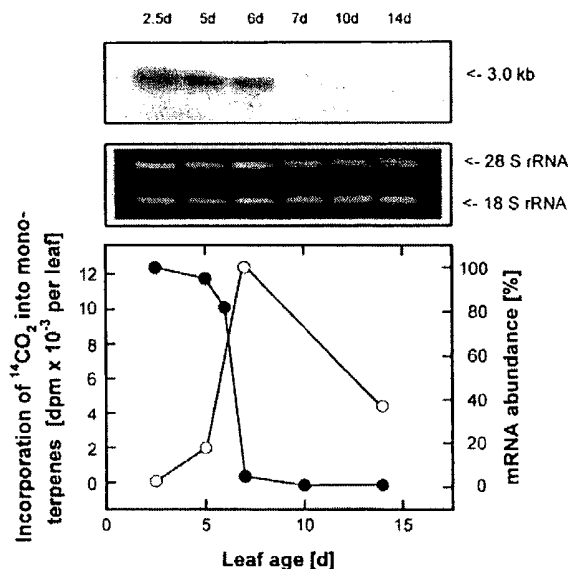 2.5d 5d 6d 7d 10d 14d
<- 3.0 kb
<- 28 S rRNA
<- 18 S rRNA
Incorporation of ¹⁴CO₂ into mono-
terpenes [dpm x 10⁻³ per leaf]
12
10
8
6
4
2
0
100
80
60
40
20
0
mRNA abundance [%]
0 5 10 15
Leaf age [d]